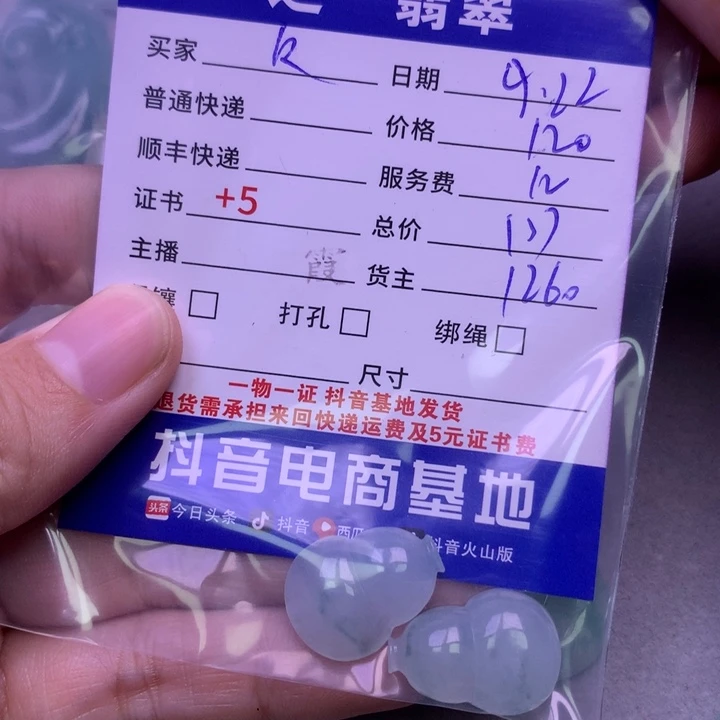 翡翠
买家 R 日期 9.22
普通快递 价格 120
顺丰快递 服务费 12
证书 +5 总价 137
主播 霞 货主 1260
镶 打孔 绑绳
尺寸
一物一证 抖音基地发货
退货需承担来回快递运费及5元证书费
抖音电商基地
头条 今日头条 抖音 西瓜 抖音火山版